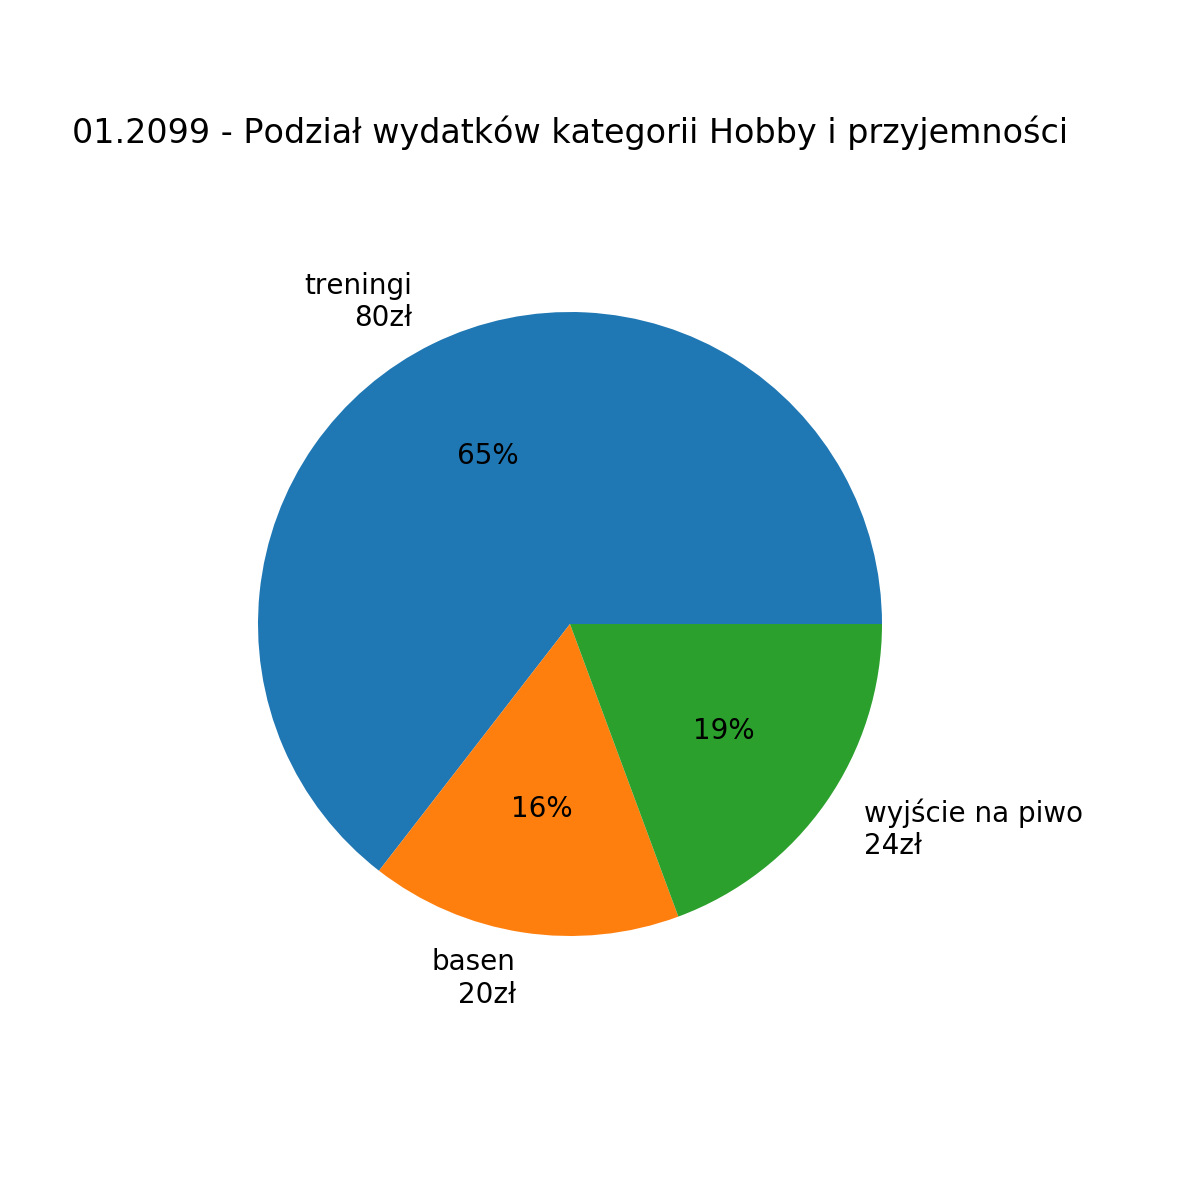 01.2099 - Podział wydatków kategorii Hobby i przyjemności
treningi
80zł
65%
19%
16%
wyjście na piwo
24zł
basen
20zł